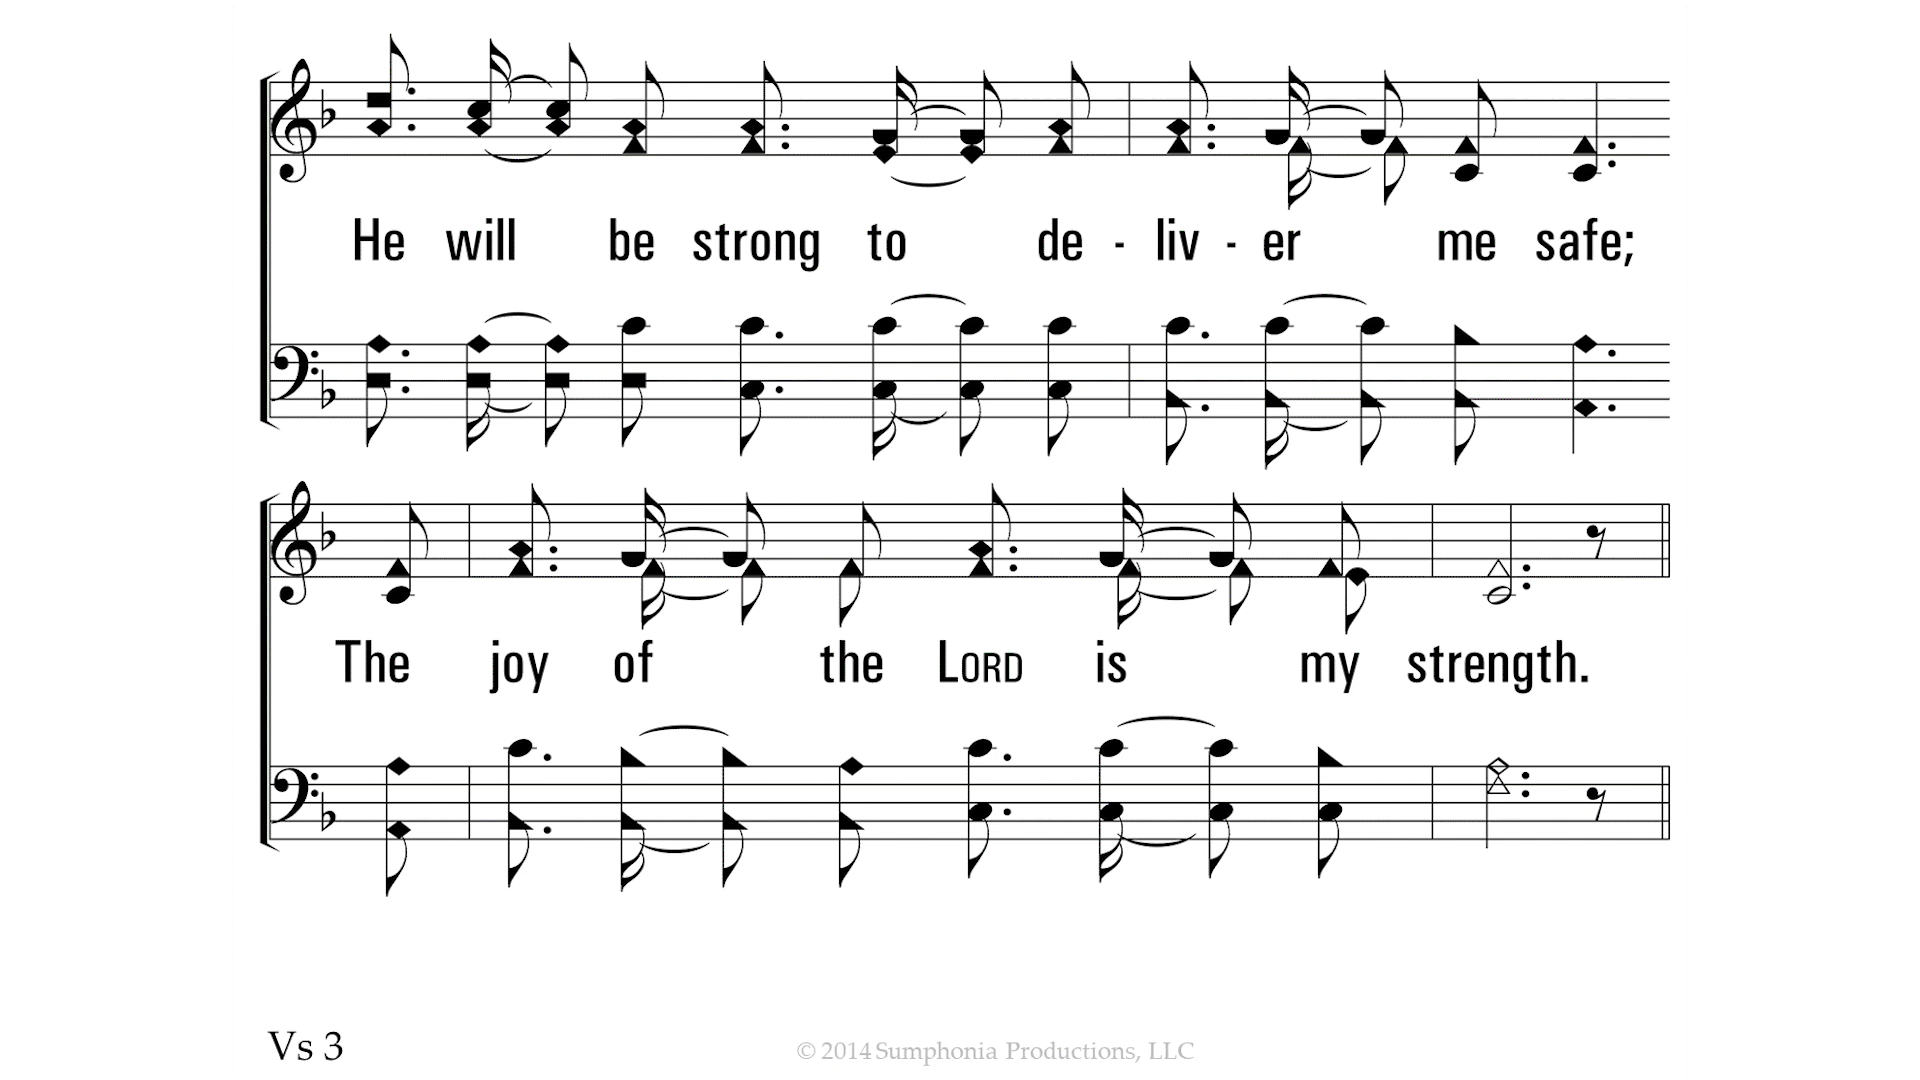 He will be strong to de - liv - er me safe;
The joy of the LORD is my strength.
Vs 3
© 2014 Sumphonia Productions, LLC